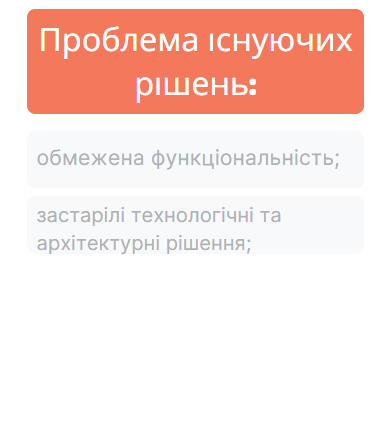 Проблема існуючих
рішень:
обмежена функціональність;
застарілі технологічні та
архітектурні рішення;